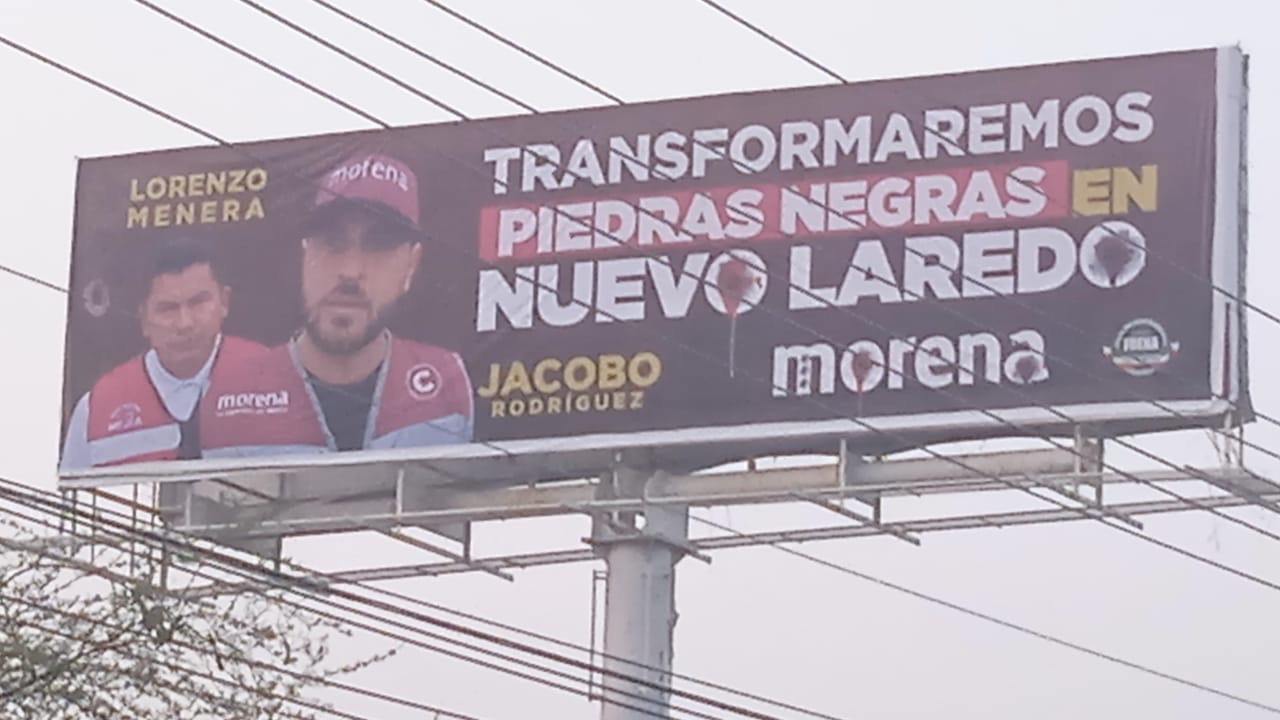 LORENZO
MENERA
morena
TRANSFORMAREMOS
PIEDRAS NEGRAS EN
NUEVO LAREDO
JACOBO
RODRÍGUEZ
morena
morena
C